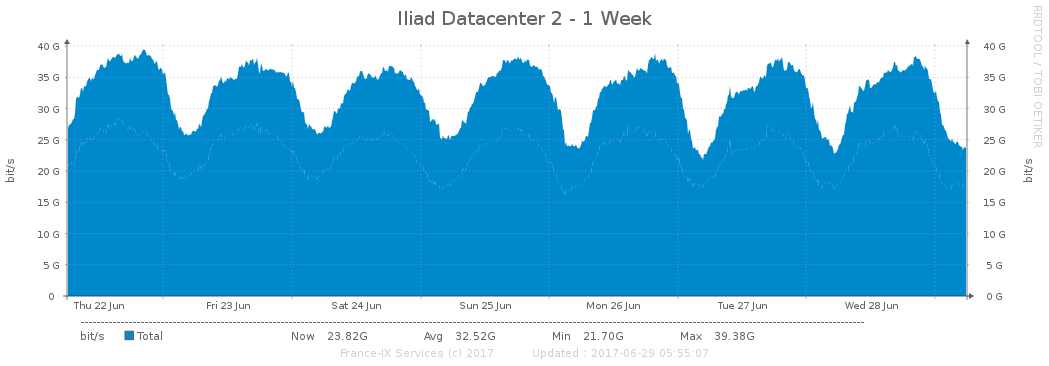 Iliad Datacenter 2 - 1 Week
RRDTOOL / TOBI OETIKER
bit/s
40 G
35 G
30 G
25 G
20 G
15 G
10 G
5 G
0
40 G
35 G
30 G
25 G
20 G
15 G
10 G
5 G
0 G
bit/s
Thu 22 Jun Fri 23 Jun Sat 24 Jun Sun 25 Jun Mon 26 Jun Tue 27 Jun Wed 28 Jun
bit/s Total Now 23.82G Avg 32.52G Min 21.70G Max 39.38G
France-IX Services (c) 2017 Updated : 2017-06-29 05:55:07